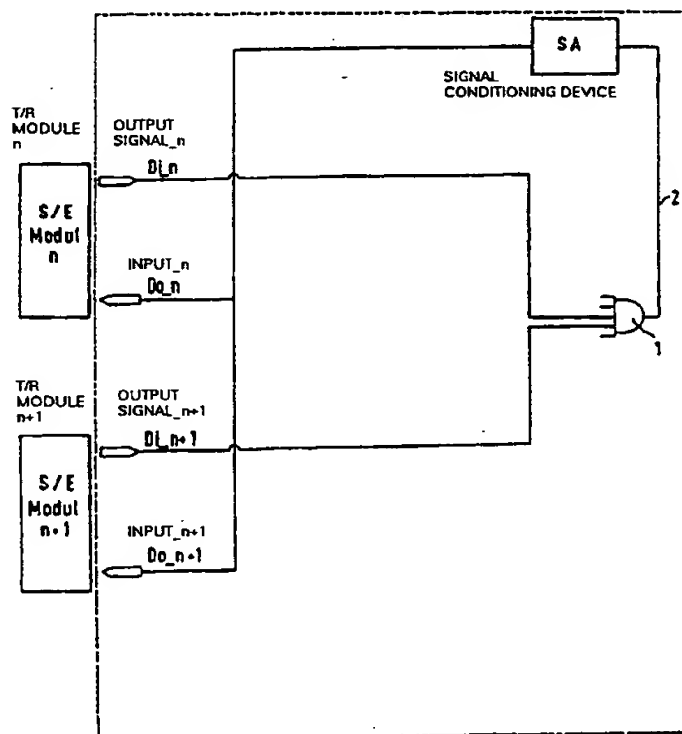 SA
SIGNAL
CONDITIONING DEVICE
T/R
MODULE
n
OUTPUT
SIGNAL_n
Di_n
2
S/E
Modul
n
INPUT_n
Do_n
1
T/R
MODULE
n+1
OUTPUT
SIGNAL_n+1
Di_n+1
S/E
Modul
n+1
INPUT_n+1
Do_n+1